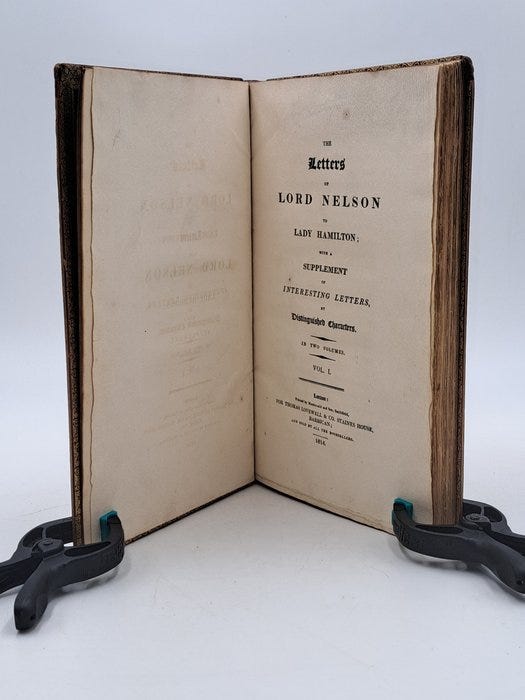 THE
Letters
OF
LORD NELSON
TO
LADY HAMILTON;
WITH A
SUPPLEMENT
OF
INTERESTING LETTERS,
BY
Distinguished Characters.
IN TWO VOLUMES.
VOL. I.
London:
FOR THOMAS LOVEWELL & CO. STAINES HOUSE,
BARBICAN;
AND SOLD BY ALL THE BOOKSELLERS.
1814.